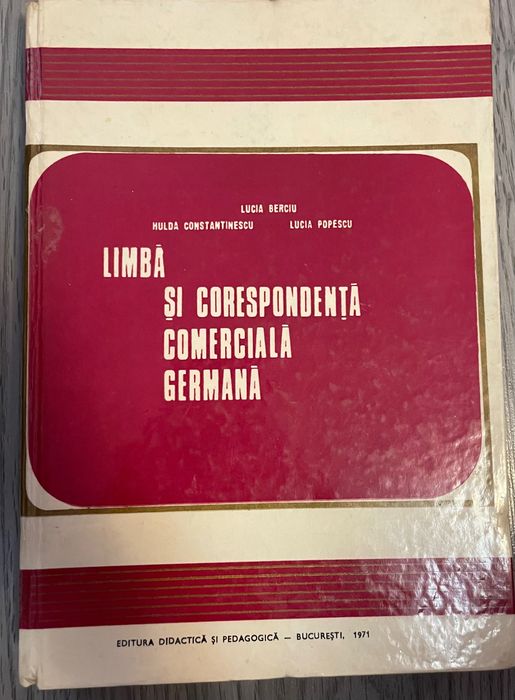 LUCIA BERCIU
HULDA CONSTANTINESCU LUCIA POPESCU
LIMBĂ
ȘI CORESPONDENȚĂ
COMERCIALĂ
GERMANĂ
EDITURA DIDACTICĂ ȘI PEDAGOGICĂ — BUCUREȘTI, 1971